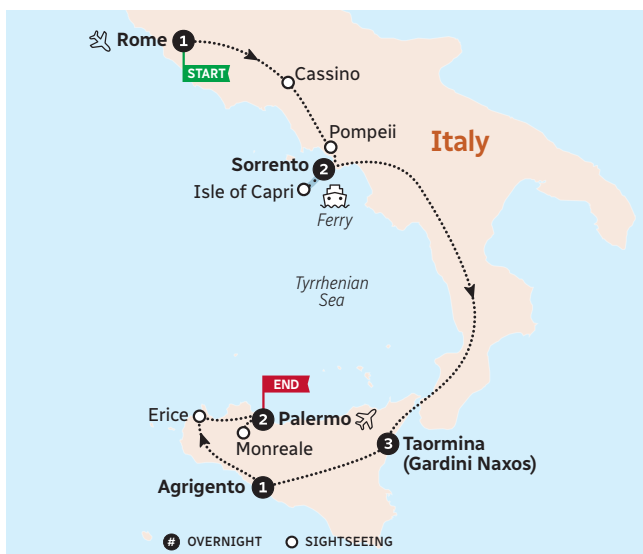 Rome 1
START
Cassino
Pompeii
Italy
Sorrento 2
Isle of Capri
Ferry
Tyrrhenian
Sea
END
Erice
2 Palermo
Monreale
3 Taormina
(Gardini Naxos)
Agrigento 1
# OVERNIGHT
SIGHTSEEING